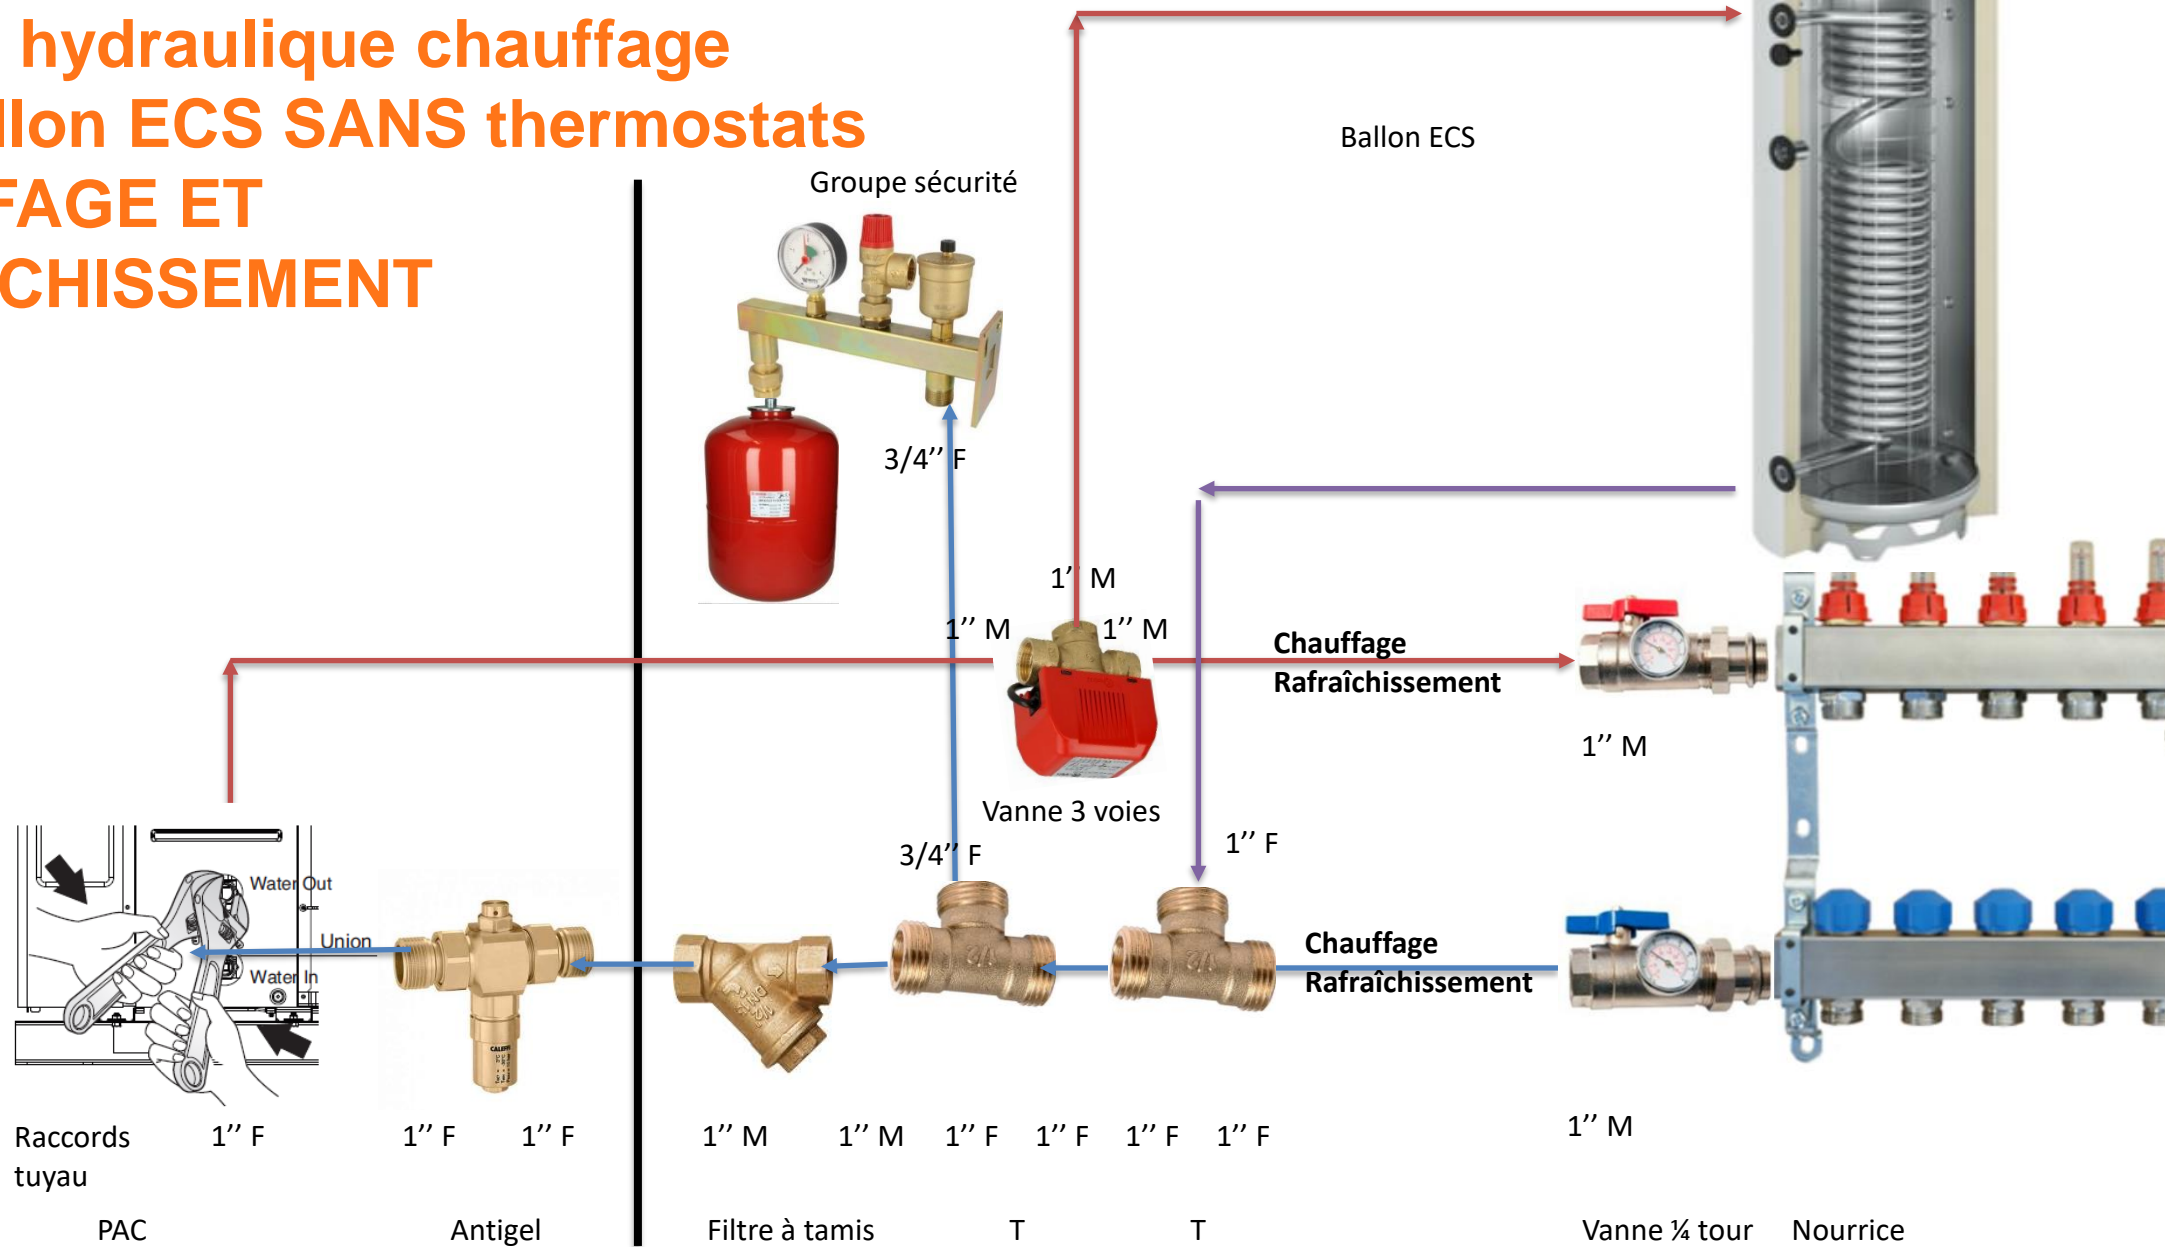 hydraulique chauffage
llon ECS SANS thermostats
FAGE ET
CHISSEMENT
Ballon ECS
Groupe sécurité
3/4’’ F
1’’ M
1’’ M
1’’ M
Chauffage
Rafraîchissement
1’’ M
Vanne 3 voies
3/4’’ F
1’’ F
Water Out
Union
Water In
Chauffage
Rafraîchissement
CALEFFI
Raccords
tuyau
1’’ F
1’’ F
1’’ F
1’’ M
1’’ M
1’’ F
1’’ F
1’’ F
1’’ F
1’’ M
PAC
Antigel
Filtre à tamis
T
T
Vanne ¼ tour
Nourrice